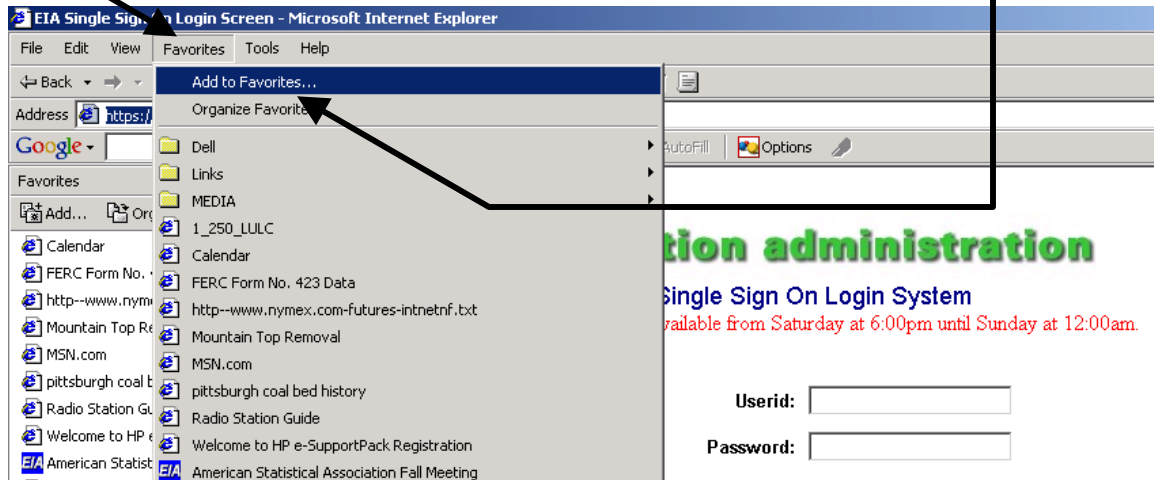 EIA Single Sign On Login Screen - Microsoft Internet Explorer
File Edit View Favorites Tools Help
Back
Add to Favorites...
Address https:/
Organize Favorites
Google
Dell
AutoFill Options
Favorites
Links
Add... Org
MEDIA
1_250_LULC
Calendar
Calendar
FERC Form No.
FERC Form No. 423 Data
http--www.nyme
http--www.nymex.com-futures-intnetnf.txt
Mountain Top Re
Mountain Top Removal
MSN.com
MSN.com
pittsburgh coal b
pittsburgh coal bed history
Radio Station Gu
Radio Station Guide
Welcome to HP e
Welcome to HP e-SupportPack Registration
American Statist
American Statistical Association Fall Meeting
tion administration
Single Sign On Login System
vailable from Saturday at 6:00pm until Sunday at 12:00am.
Userid:
Password: